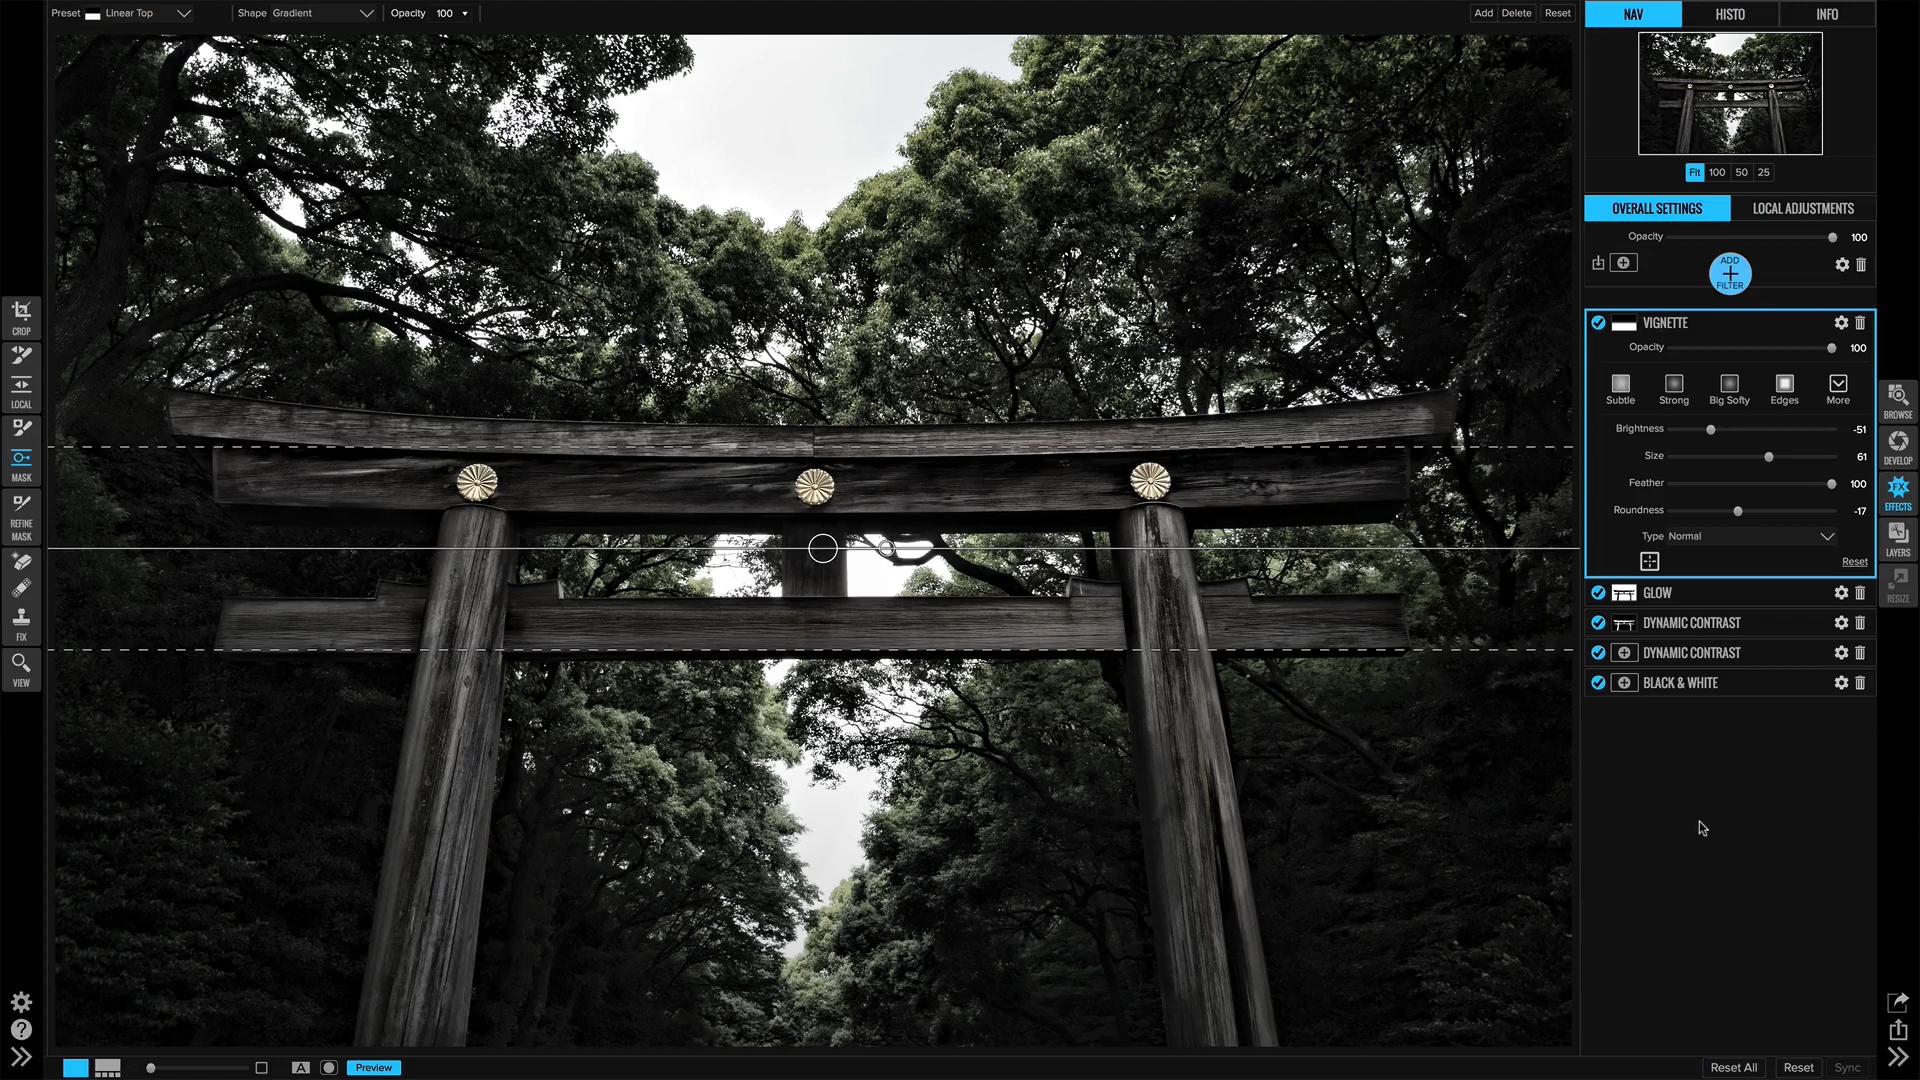 Preset Linear Top Shape Gradient Opacity 100 Add Delete Reset
NAV HISTO INFO
Fit 100 50 25
OVERALL SETTINGS LOCAL ADJUSTMENTS
Opacity 100
ADD
FILTER
VIGNETTE
Opacity 100
Subtle Strong Big Softy Edges More
Brightness -51
Size 61
Feather 100
Roundness -17
Type Normal
Reset
GLOW
DYNAMIC CONTRAST
DYNAMIC CONTRAST
BLACK & WHITE
CROP
LOCAL
MASK
REFINE
MASK
FIX
VIEW
BROWSE
DEVELOP
FX
EFFECTS
LAYERS
RESIZE
A Preview Reset All Reset Sync